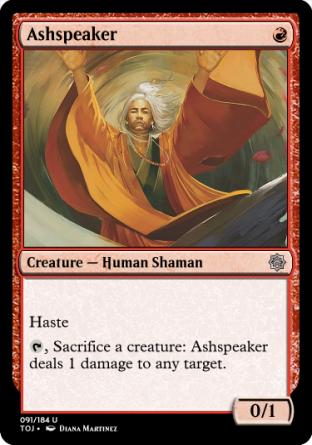 Ashspeaker
Creature — Human Shaman
Haste
, Sacrifice a creature: Ashspeaker
deals 1 damage to any target.
0/1
091/184 U
TOJ • Diana Martinez